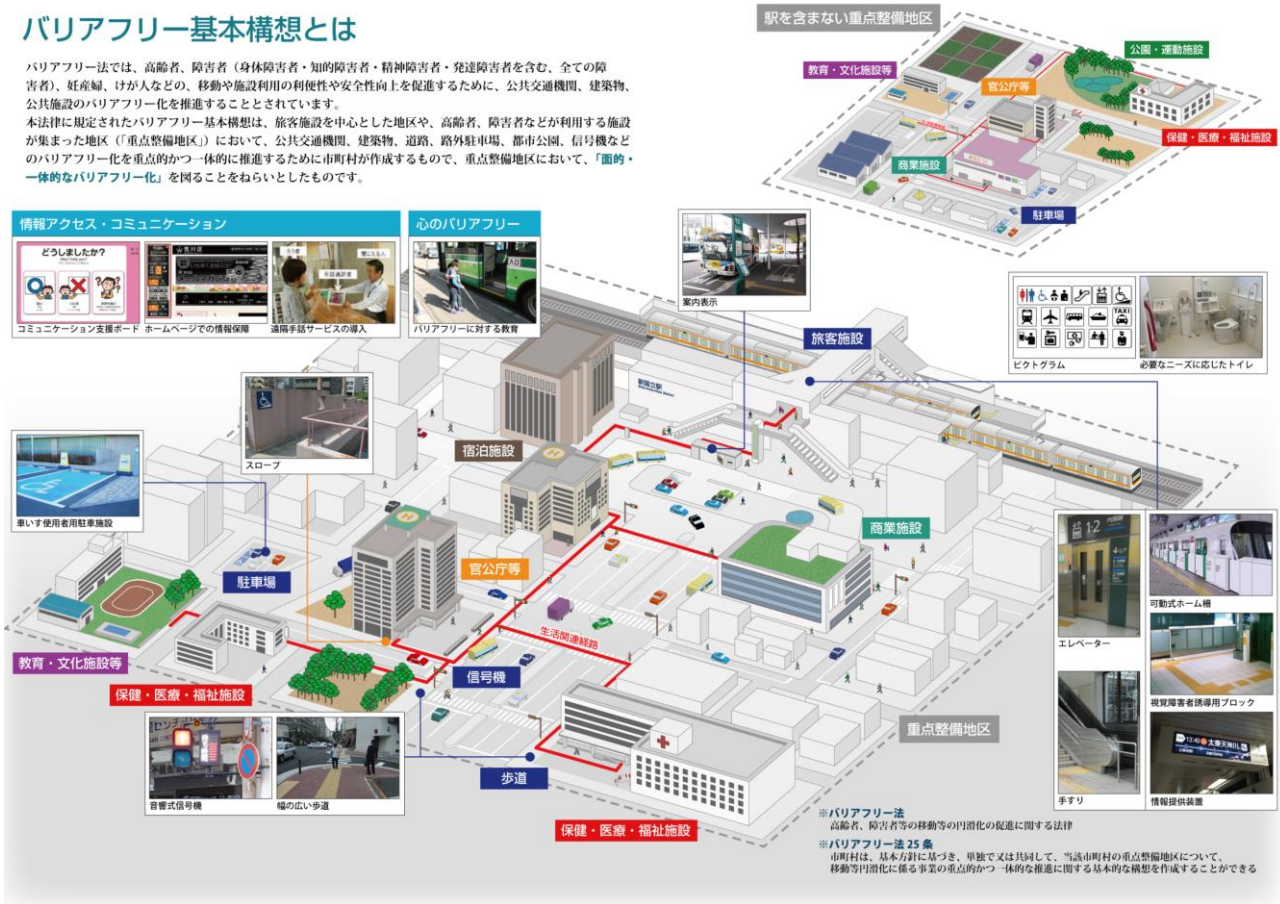 バリアフリー基本構想とは
バリアフリー法では、高齢者、障害者（身体障害者・知的障害者・精神障害者・発達障害者を含む、全ての障
害者）、妊産婦、けが人などの、移動や施設利用の利便性や安全性向上を促進するために、公共交通機関、建築物、
公共施設のバリアフリー化を推進することとされています。
本法律に規定されたバリアフリー基本構想は、旅客施設を中心とした地区や、高齢者、障害者などが利用する施設
が集まった地区（「重点整備地区」）において、公共交通機関、建築物、道路、路外駐車場、都市公園、信号機など
のバリアフリー化を重点的かつ一体的に推進するために市町村が作成するもので、重点整備地区において、「面的・
一体的なバリアフリー化」を図ることをねらいとしたものです。
駅を含まない重点整備地区
公園・運動施設
教育・文化施設等
官公庁等
保健・医療・福祉施設
商業施設
駐車場
情報アクセス・コミュニケーション
どうしましたか？
コミュニケーション支援ボード
荒川区
ホームページでの情報保障
ろう者
聞こえる人
手話通訳者
遠隔手話サービスの導入
心のバリアフリー
入口
バリアフリーに対する教育
案内表示
旅客施設
TAXI
ピクトグラム
必要なニーズに応じたトイレ
スロープ
宿泊施設
車いす使用者用駐車施設
駐車場
官公庁等
商業施設
生活関連経路
教育・文化施設等
保健・医療・福祉施設
信号機
重点整備地区
音響式信号機
幅の広い歩道
歩道
保健・医療・福祉施設
1·2
エレベーター
可動式ホーム柵
視覚障害者誘導用ブロック
手すり
13:40
太秦天神川
情報提供装置
※バリアフリー法
高齢者、障害者等の移動等の円滑化の促進に関する法律
※バリアフリー法 25 条
市町村は、基本方針に基づき、単独で又は共同して、当該市町村の重点整備地区について、
移動等円滑化に係る事業の重点的かつ一体的な推進に関する基本的な構想を作成することができる